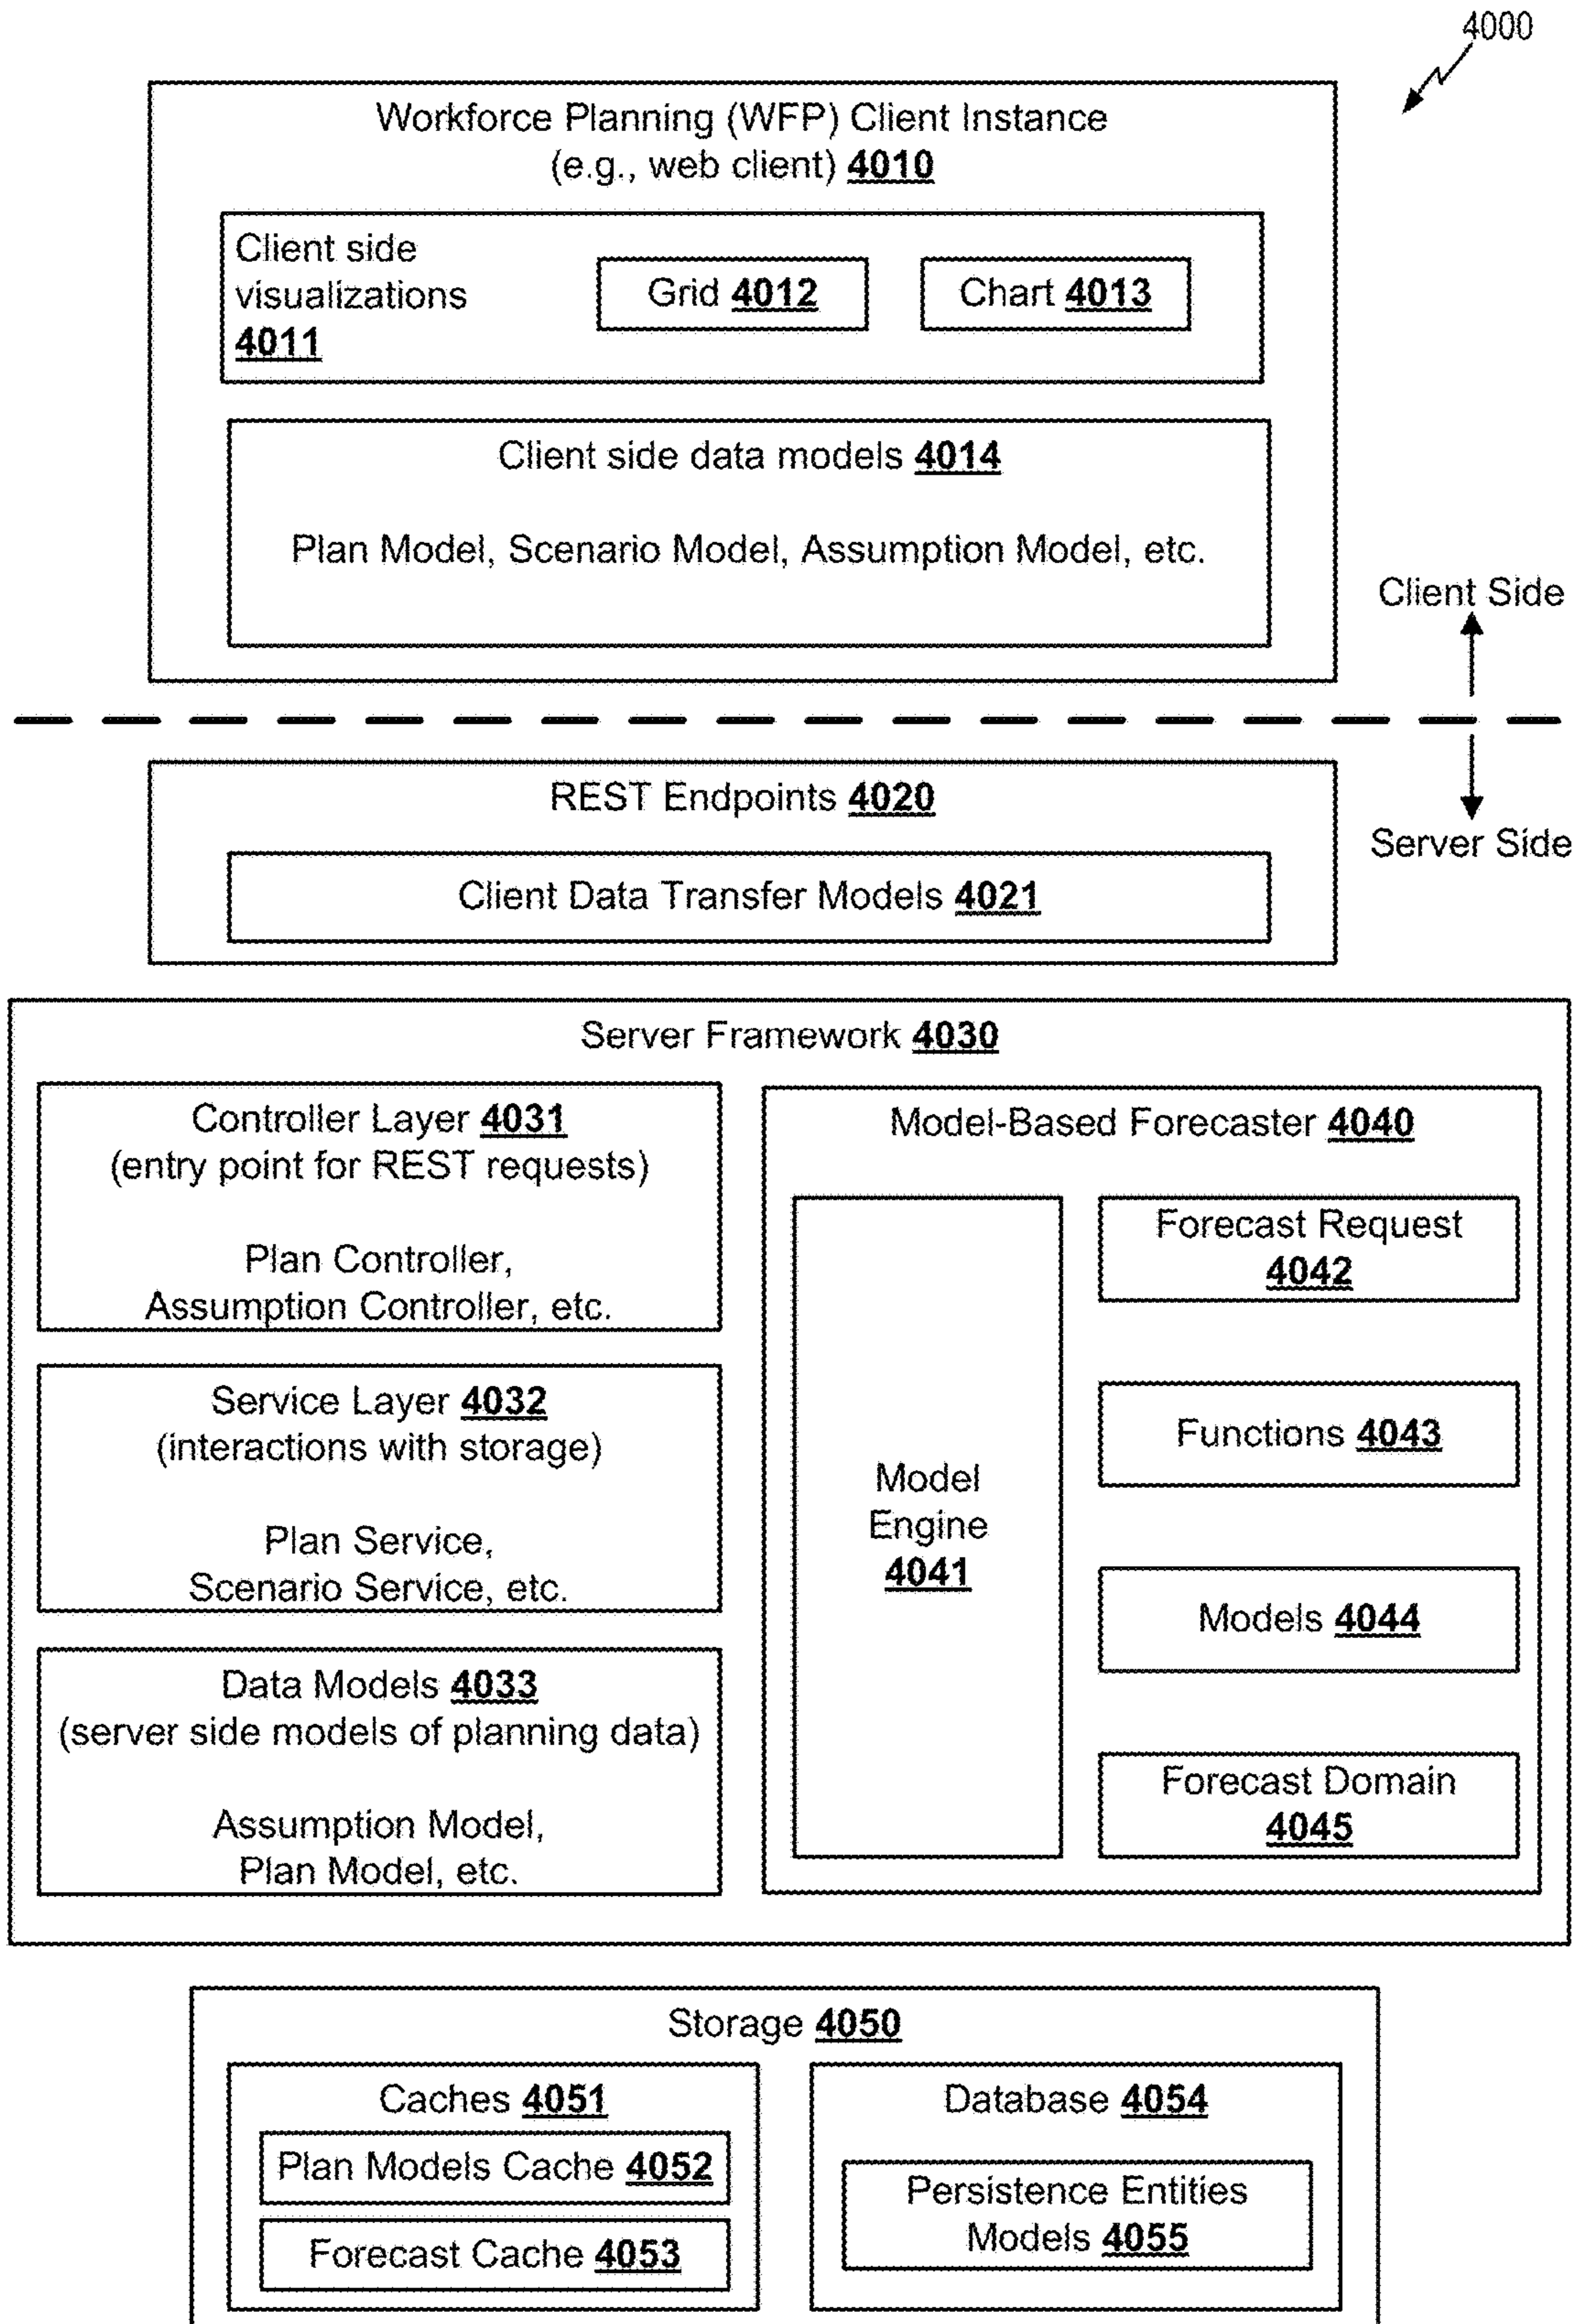 4000
Workforce Planning (WFP) Client Instance
(e.g., web client) 4010
Client side
visualizations
4011
Grid 4012
Chart 4013
Client side data models 4014
Plan Model, Scenario Model, Assumption Model, etc.
Client Side
Server Side
REST Endpoints 4020
Client Data Transfer Models 4021
Server Framework 4030
Controller Layer 4031
(entry point for REST requests)
Plan Controller,
Assumption Controller, etc.
Service Layer 4032
(interactions with storage)
Plan Service,
Scenario Service, etc.
Data Models 4033
(server side models of planning data)
Assumption Model,
Plan Model, etc.
Model-Based Forecaster 4040
Model
Engine
4041
Forecast Request
4042
Functions 4043
Models 4044
Forecast Domain
4045
Storage 4050
Caches 4051
Plan Models Cache 4052
Forecast Cache 4053
Database 4054
Persistence Entities
Models 4055